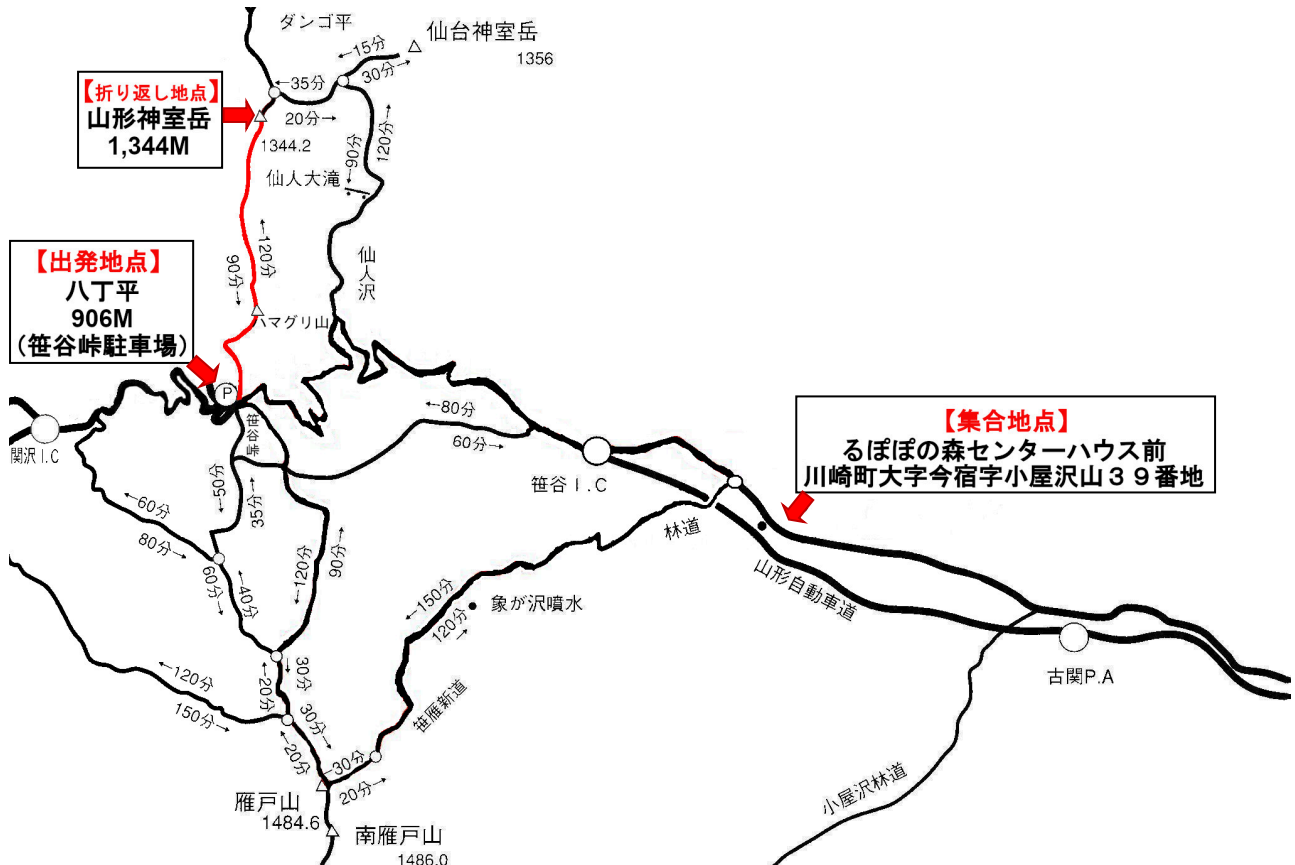 ダンゴ平
仙台神室岳
1356
←15分
30分→
←35分
20分→
【折り返し地点】
山形神室岳
1,344M
1344.2
120分→
←90分
仙人大滝
仙人沢
←120分
90分→
ハマグリ山
【出発地点】
八丁平
906M
(笹谷峠駐車場)
P
笹谷峠
関沢I.C
←80分
60分→
笹谷I.C
【集合地点】
るぽぽの森センターハウス前
川崎町大字今宿字小屋沢山39番地
林道
山形自動車道
古関P.A
小屋沢林道
←50分
35分→
←60分
80分→
60分→
←40分
←120分
90分→
←150分
120分→
象が沢噴水
笹雁新道
←120分
150分→
30分→
←20分
30分→
←20分
←30分
20分→
雁戸山
1484.6
南雁戸山
1486.0